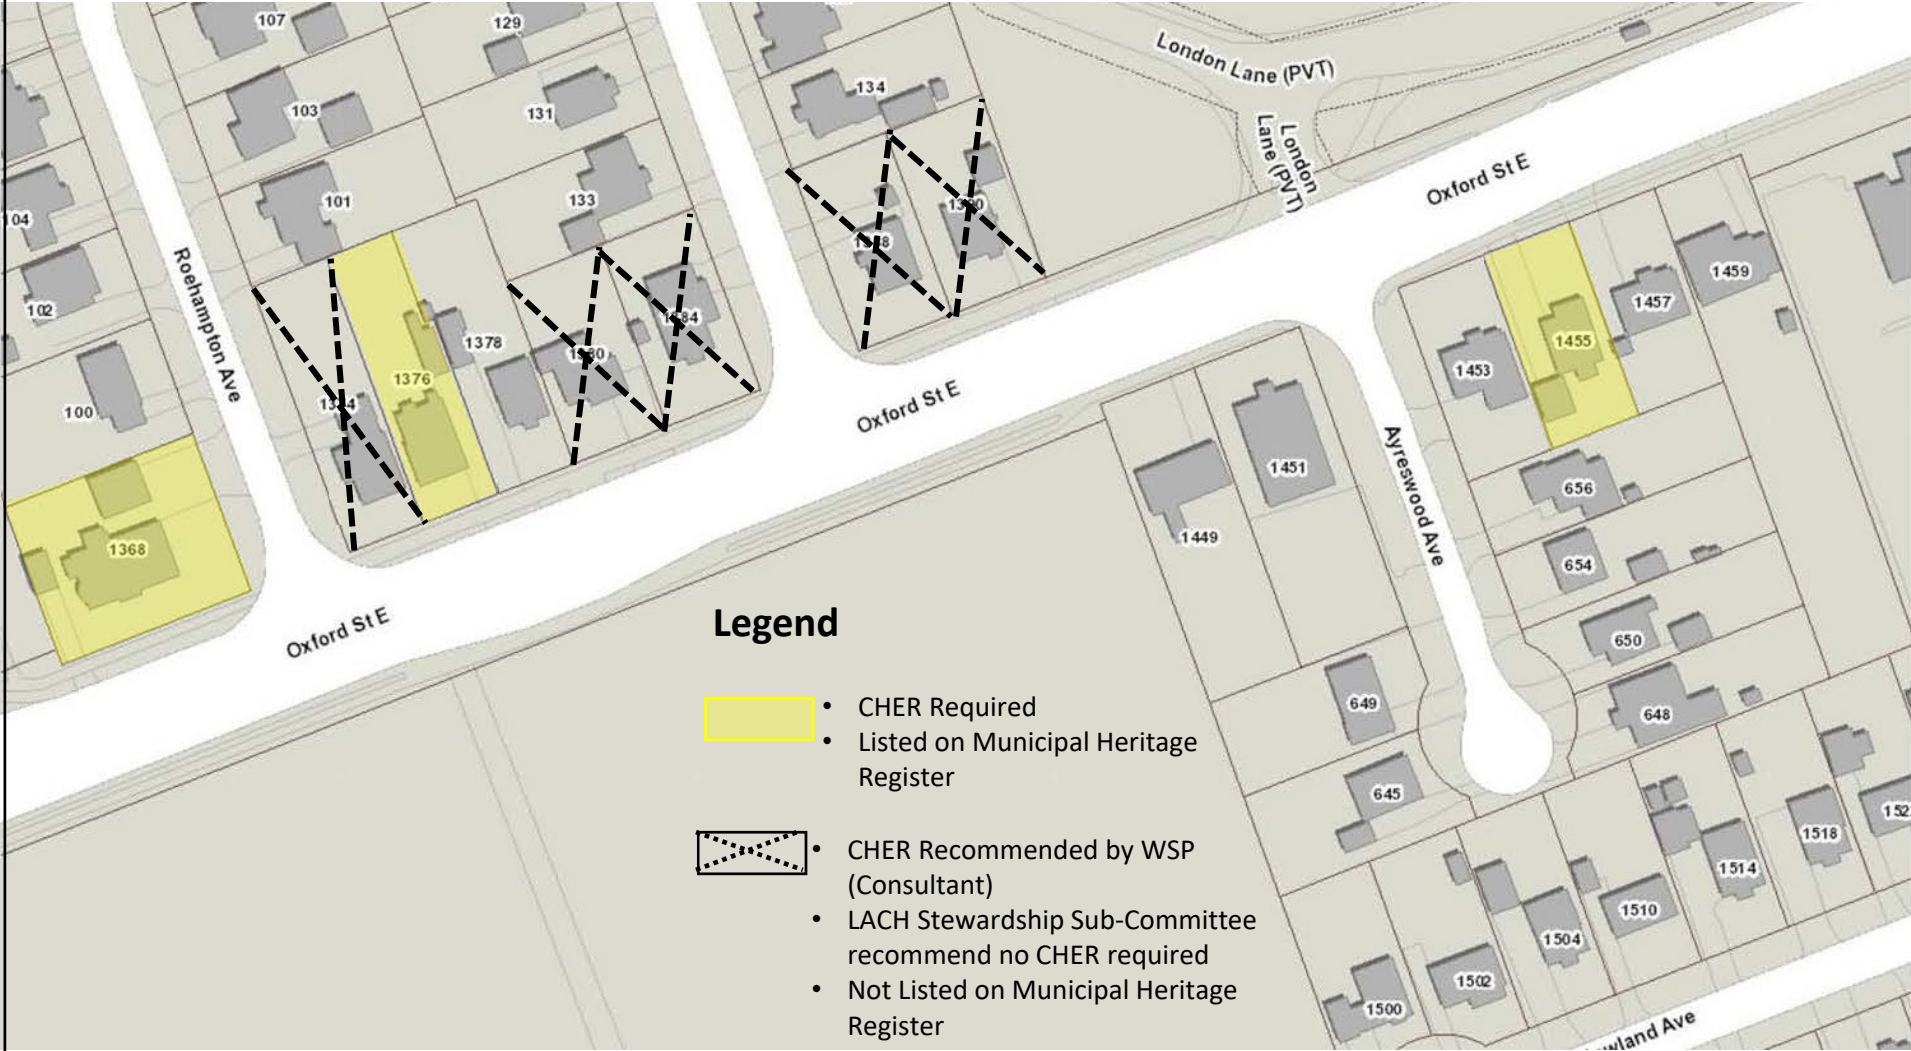 107
129
London Lane (PVT)
134
103
131
London
Lane (PVT)
101
133
Oxford St E
104
Roehampton Ave
102
1459
1457
1378
1455
1376
1453
100
Oxford St E
Ayreswood Ave
1451
656
1449
1368
654
Oxford St E
Legend
650
649
• CHER Required
• Listed on Municipal Heritage
Register
648
645
• CHER Recommended by WSP
(Consultant)
• LACH Stewardship Sub-Committee
recommend no CHER required
• Not Listed on Municipal Heritage
Register
1518
1514
1510
1504
1502
1500